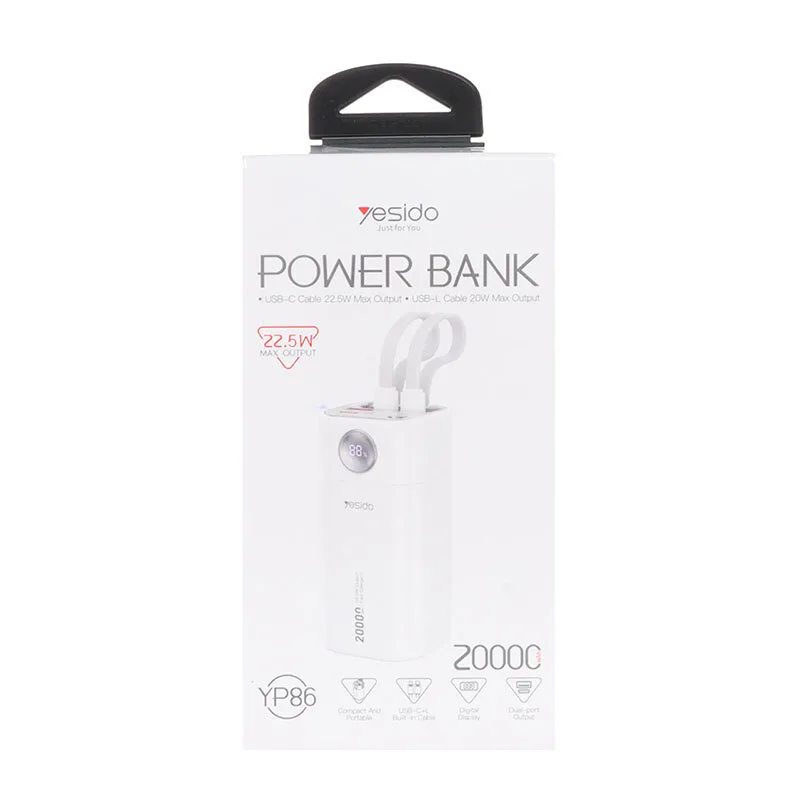 Yesido
Just for You
POWER BANK
• USB-C Cable 22.5W Max Output • USB-L Cable 20W Max Output
22.5W
MAX OUTPUT
88%
Yesido
20000
20000mAh
YP86
Compact And
Portable
USB-C+L
Built-in Cable
Digital
Display
Dual-port
Output